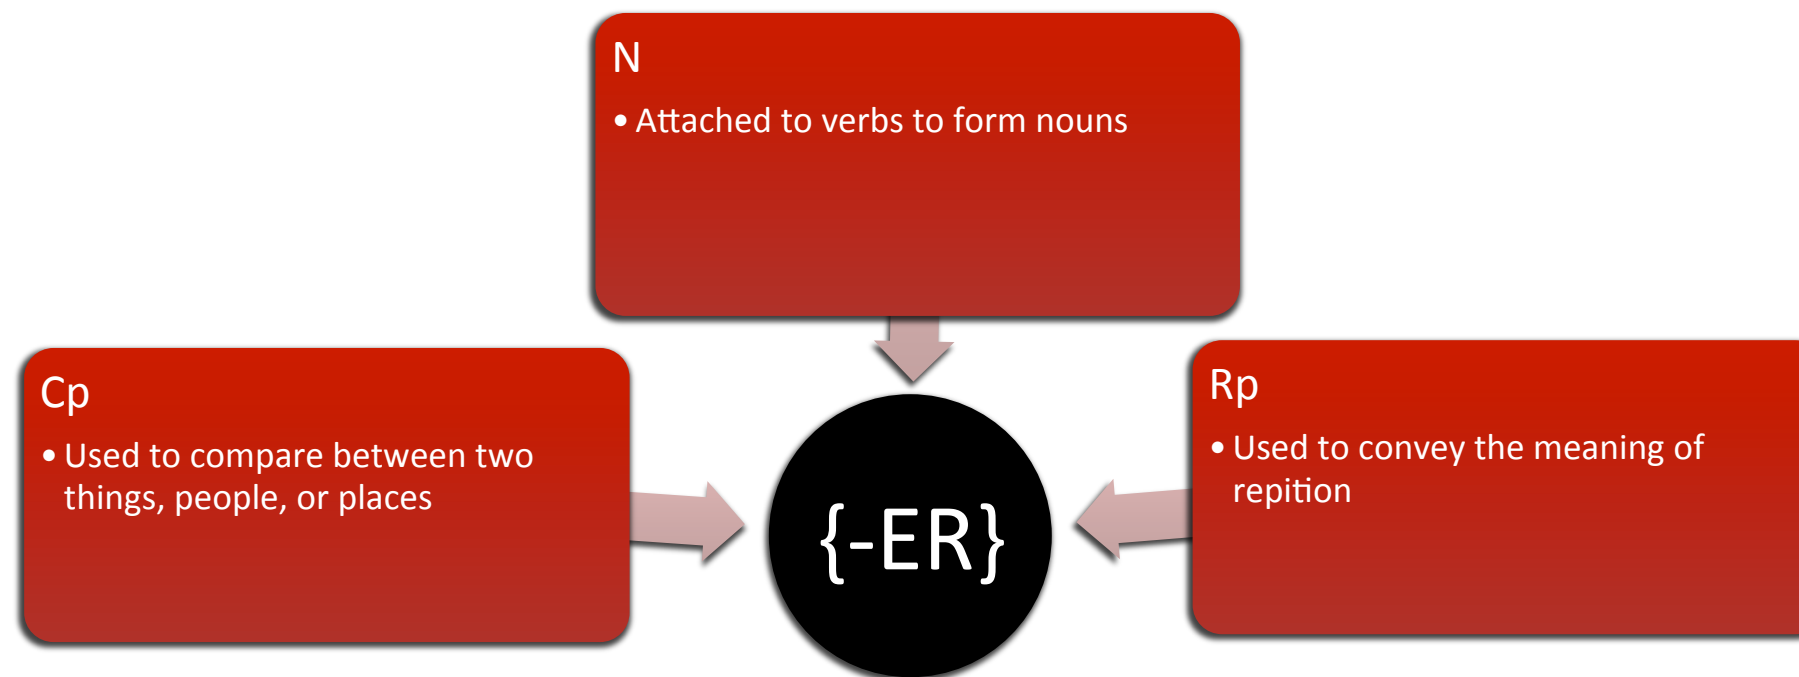 N
• Attached to verbs to form nouns
Cp
• Used to compare between two
things, people, or places
Rp
• Used to convey the meaning of
repition
{-ER}